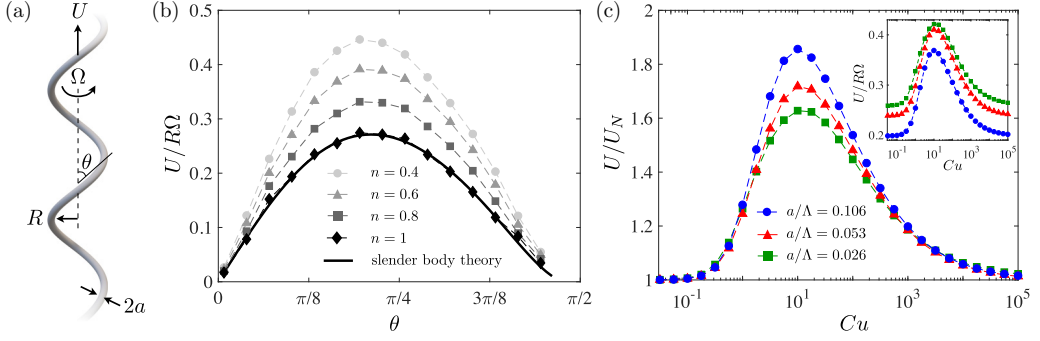 (a)
U
Ω
θ
R
2a
(b)
U/RΩ
0.5
0.4
0.3
0.2
0.1
0
n = 0.4
n = 0.6
n = 0.8
n = 1
slender body theory
0
π/8
π/4
3π/8
π/2
θ
(c)
U/U_N
2
1.8
1.6
1.4
1.2
1
a/Λ = 0.106
a/Λ = 0.053
a/Λ = 0.026
10^-1
10^1
10^3
10^5
Cu
U/RΩ
0.4
0.3
0.2
10^-1
10^1
10^3
10^5
Cu